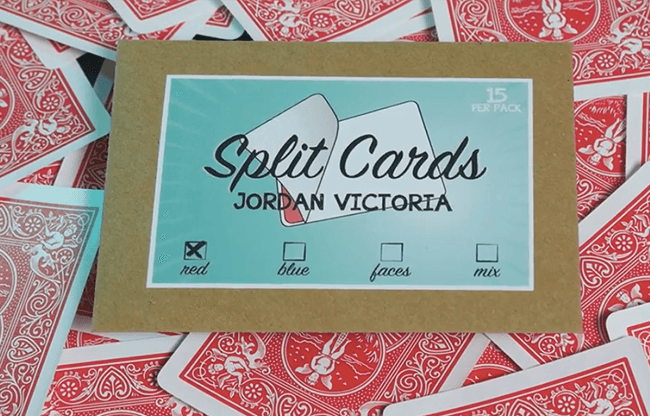 15
PER PACK
Split Cards
JORDAN VICTORIA
red blue faces mix